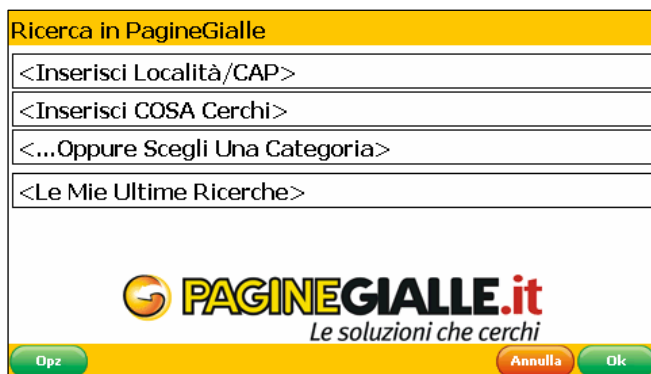 Ricerca in PagineGialle
<Inserisci Località/CAP>
<Inserisci COSA Cerchi>
<...Oppure Scegli Una Categoria>
<Le Mie Ultime Ricerche>
PAGINEGIALLE.it
Le soluzioni che cerchi
Opz Annulla Ok